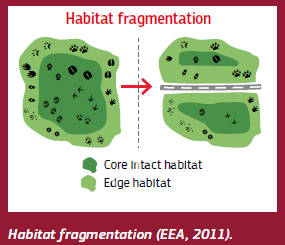 Habitat fragmentation
Core intact habitat
Edge habitat
Habitat fragmentation (EEA, 2011).